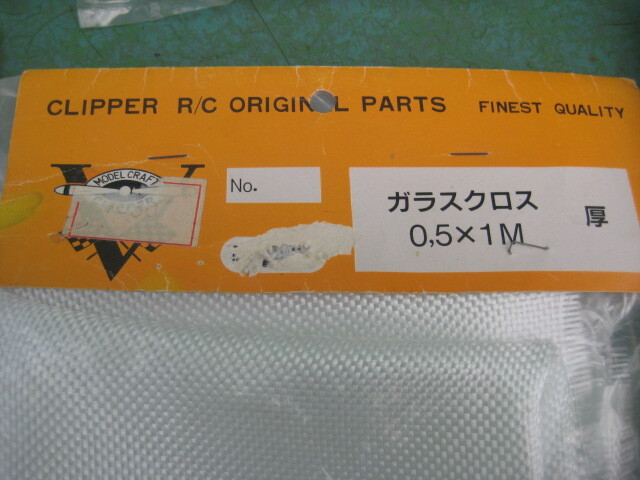 CLIPPER R/C ORIGIN L PARTS FINEST QUALITY
MODEL CRAFT
No.
ガラスクロス 厚
0,5×1M